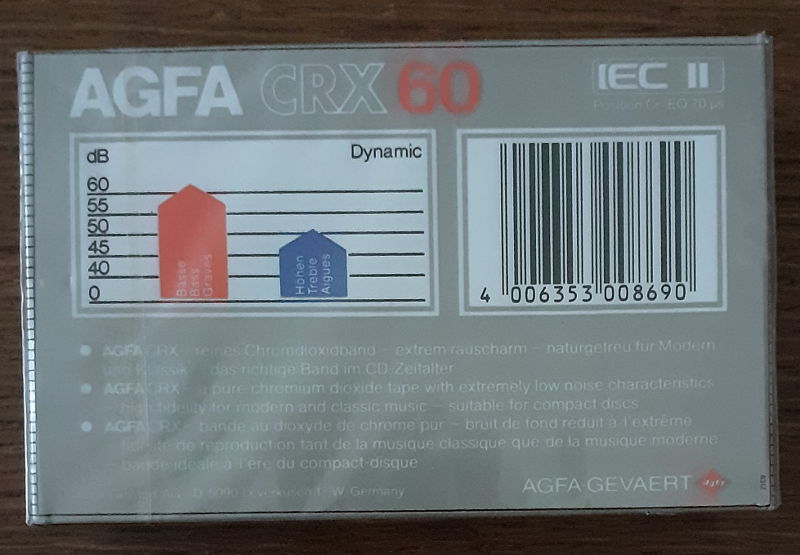 AGFA CRX 60
IEC II
Position Cr EQ 70 µs
dB
Dynamic
60
55
50
45
40
0
Bässe
Bass
Graves
Höhen
Treble
Aigues
4 006353 008690
● AGFA CRX – reines Chromdioxidband – extrem rauscharm – naturgetreu für Modern
und Klassik – das richtige Band im CD-Zeitalter
● AGFA CRX – a pure chromium dioxide tape with extremely low noise characteristics
– high fidelity for modern and classic music – suitable for compact discs
● AGFA CRX – bande au dioxyde de chrome pur – bruit de fond réduit à l'extrême
– fidélité de reproduction tant de la musique classique que de la musique moderne
– bande idéale à l'ère du compact-disque
AG · D-5090 Leverkusen 1 · W. Germany
AGFA-GEVAERT